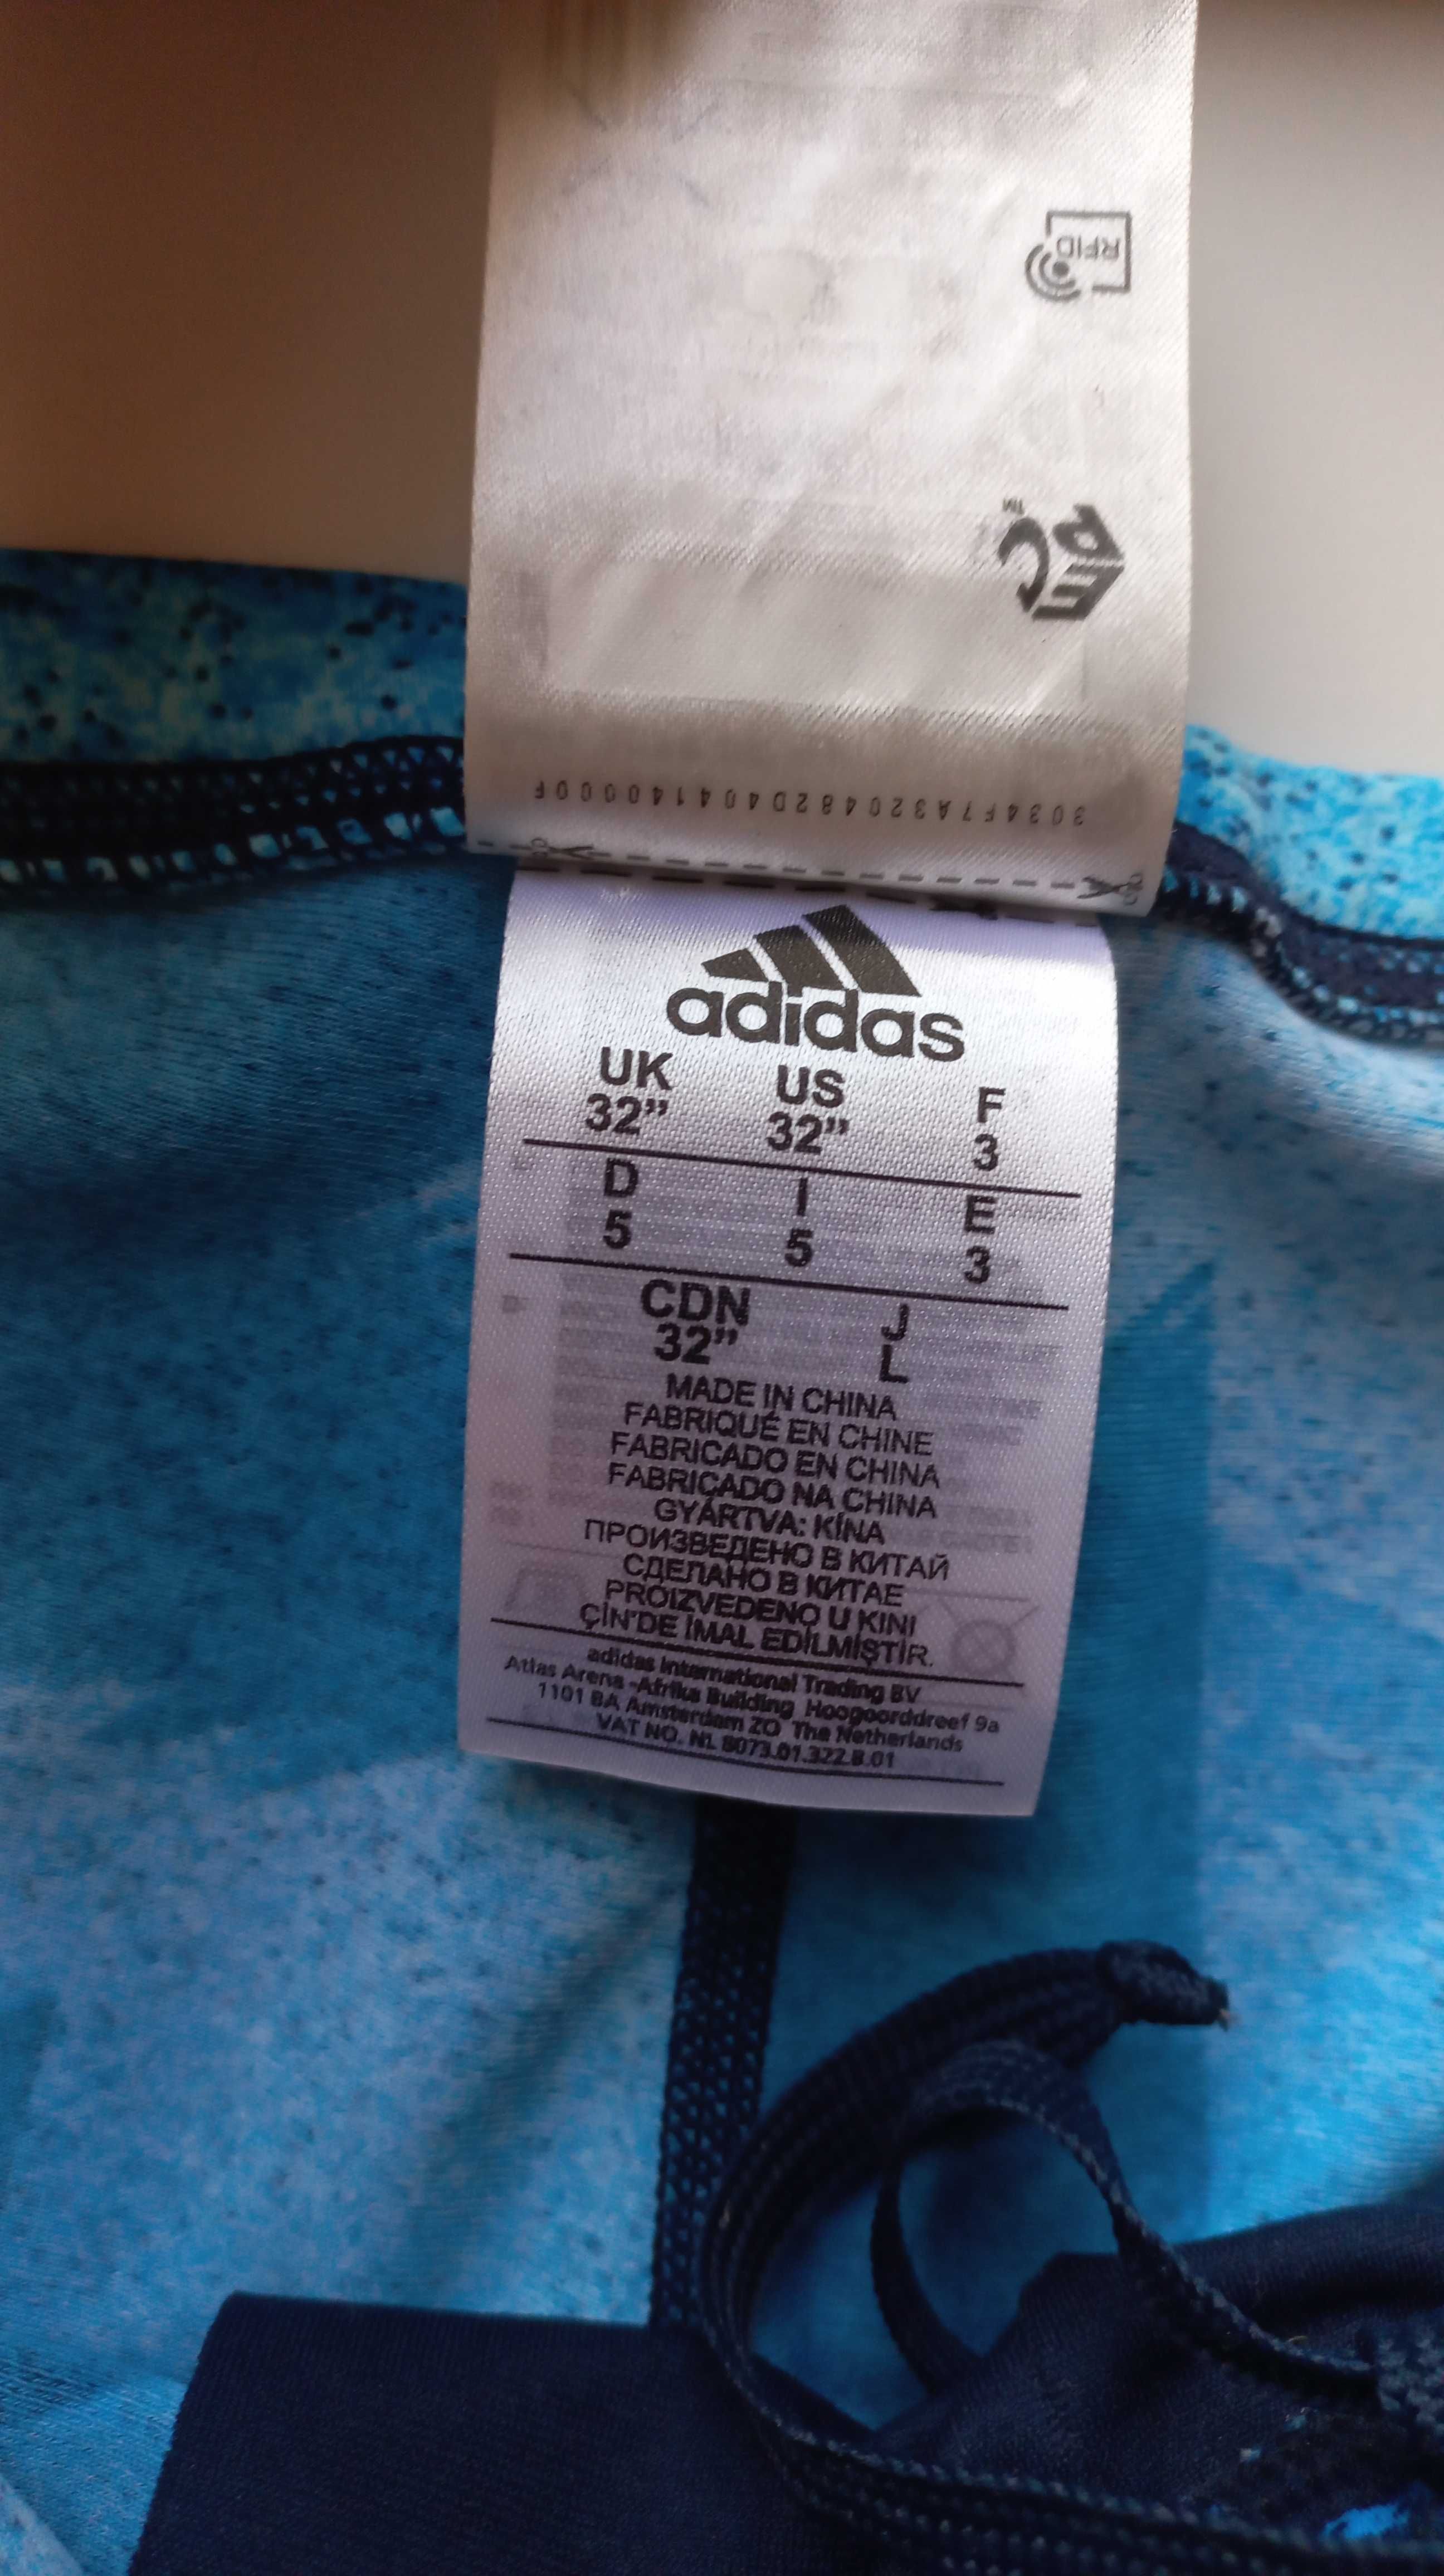 RFID
EPC™
3034F7A320482D404140000F
adidas
UK US F
32” 32” 3
D I E
5 5 3
CDN J
32” L
MADE IN CHINA
FABRIQUÉ EN CHINE
FABRICADO EN CHINA
FABRICADO NA CHINA
GYÁRTVA: KÍNA
ПРОИЗВЕДЕНО В КИТАЙ
СДЕЛАНО В КИТАЕ
PROIZVEDENO U KINI
ÇİN'DE İMAL EDİLMİŞTİR.
adidas International Trading BV
Atlas Arena -Afrika Building Hoogoorddreef 9a
1101 BA Amsterdam ZO The Netherlands
VAT NO. NL 8073.01.322.B.01